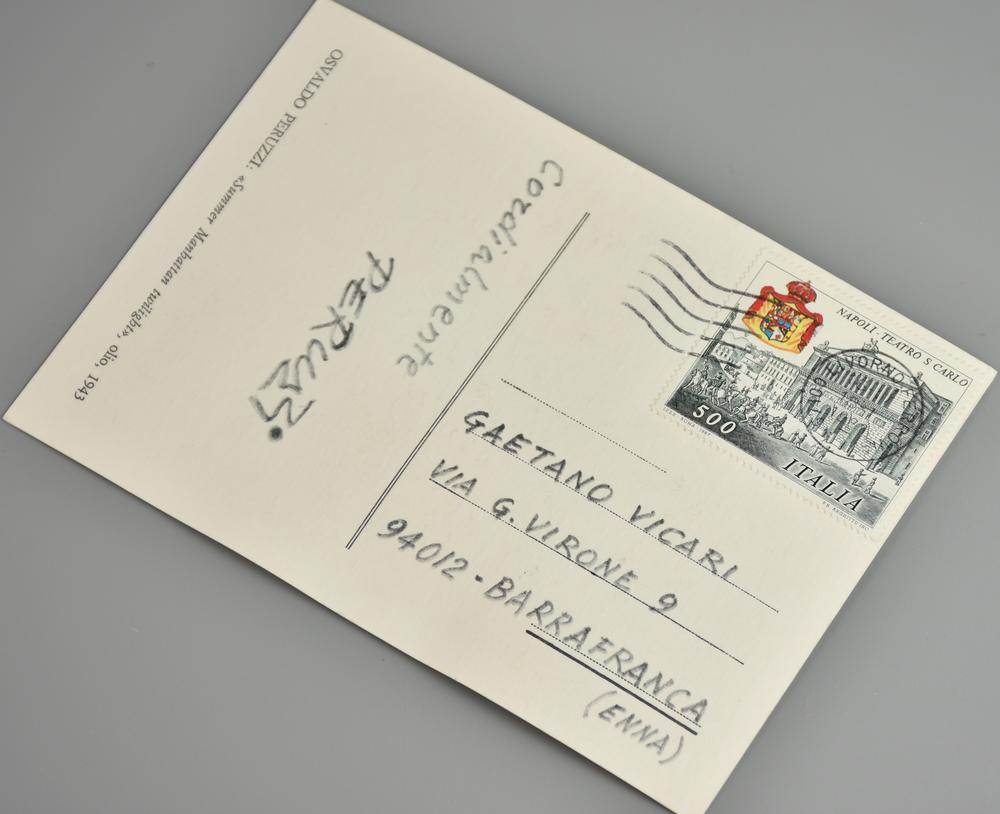 OSVALDO PERUZZI: «Summer Manhattan twilight», olio, 1943
Cordialmente
PERUZZI
NAPOLI - TEATRO S. CARLO
500
ITALIA
GAETANO VICARI
VIA G. VIRONE 9
94012 - BARRAFRANCA
(ENNA)